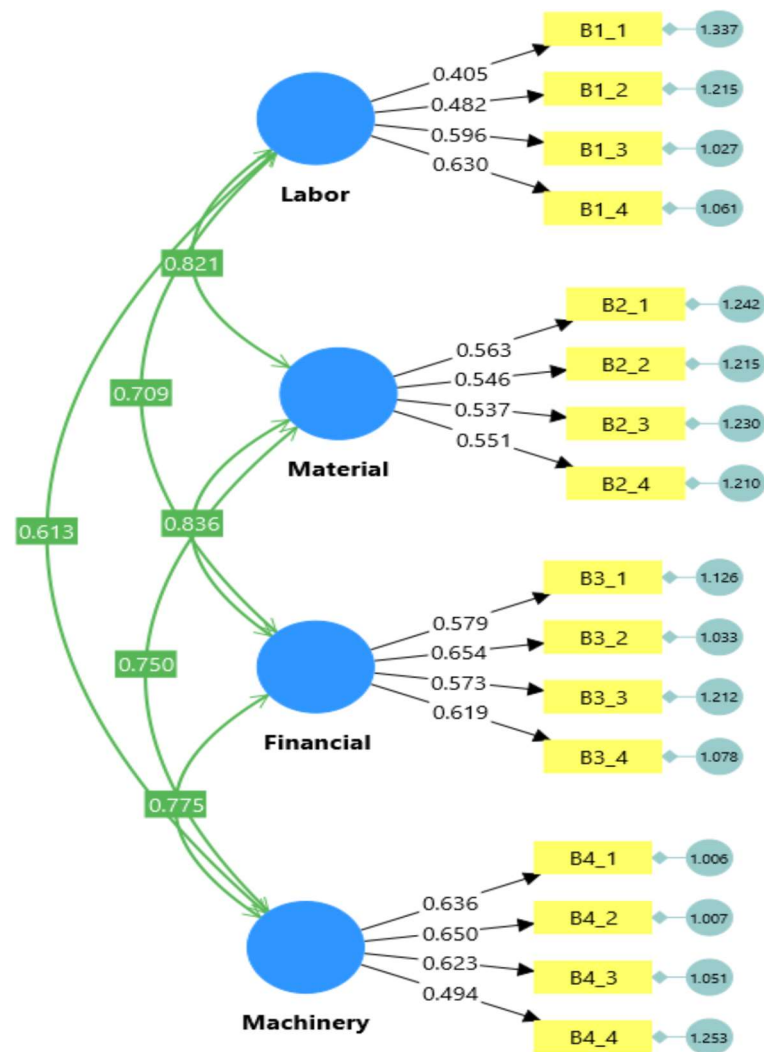 B1_1 1.337
0.405
B1_2 1.215
0.482
0.596
B1_3 1.027
0.630
B1_4 1.061
Labor
0.821
B2_1 1.242
0.563
B2_2 1.215
0.546
0.709
0.537
B2_3 1.230
0.551
Material
B2_4 1.210
0.836
0.613
B3_1 1.126
0.579
B3_2 1.033
0.654
0.750
0.573
B3_3 1.212
0.619
Financial
B3_4 1.078
0.775
B4_1 1.006
0.636
B4_2 1.007
0.650
0.623
B4_3 1.051
0.494
Machinery
B4_4 1.253